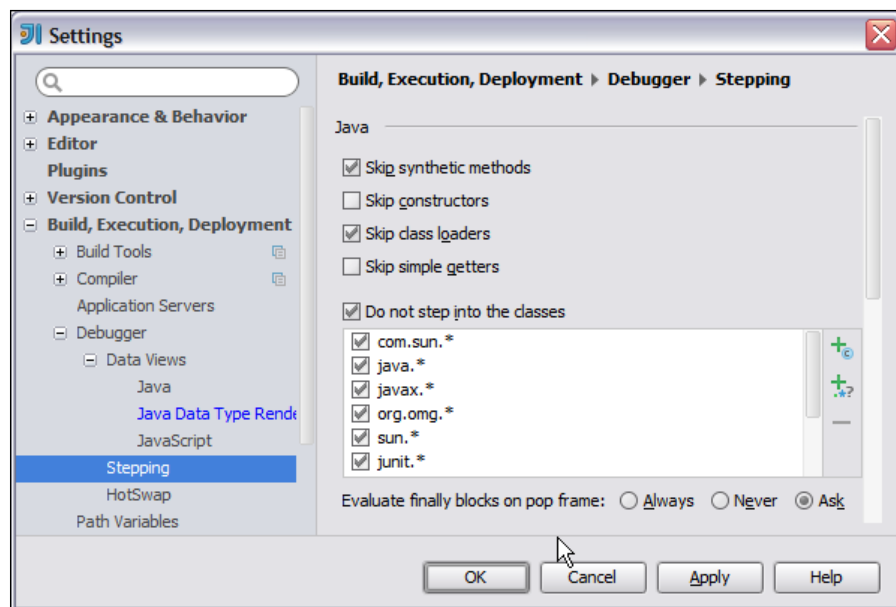 Settings
Appearance & Behavior
Editor
Plugins
Version Control
Build, Execution, Deployment
Build Tools
Compiler
Application Servers
Debugger
Data Views
Java
Java Data Type Rende
JavaScript
Stepping
HotSwap
Path Variables
Build, Execution, Deployment Debugger Stepping
Java
Skip synthetic methods
Skip constructors
Skip class loaders
Skip simple getters
Do not step into the classes
com.sun.*
java.*
javax.*
org.omg.*
sun.*
junit.*
Evaluate finally blocks on pop frame: Always Never Ask
OK Cancel Apply Help